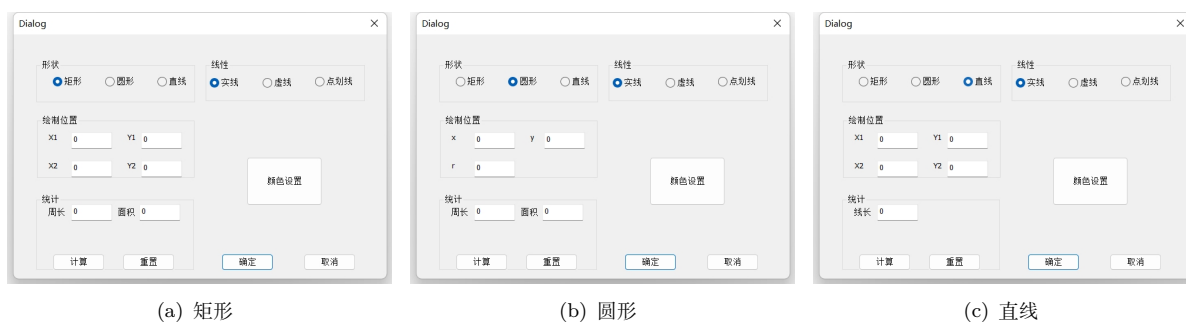 Dialog
形状
矩形 圆形 直线
线性
实线 虚线 点划线
绘制位置
X1 0 Y1 0
X2 0 Y2 0
颜色设置
统计
周长 0 面积 0
计算 重置 确定 取消
(a) 矩形
Dialog
形状
矩形 圆形 直线
线性
实线 虚线 点划线
绘制位置
x 0 y 0
r 0
颜色设置
统计
周长 0 面积 0
计算 重置 确定 取消
(b) 圆形
Dialog
形状
矩形 圆形 直线
线性
实线 虚线 点划线
绘制位置
X1 0 Y1 0
X2 0 Y2 0
颜色设置
统计
线长 0
计算 重置 确定 取消
(c) 直线